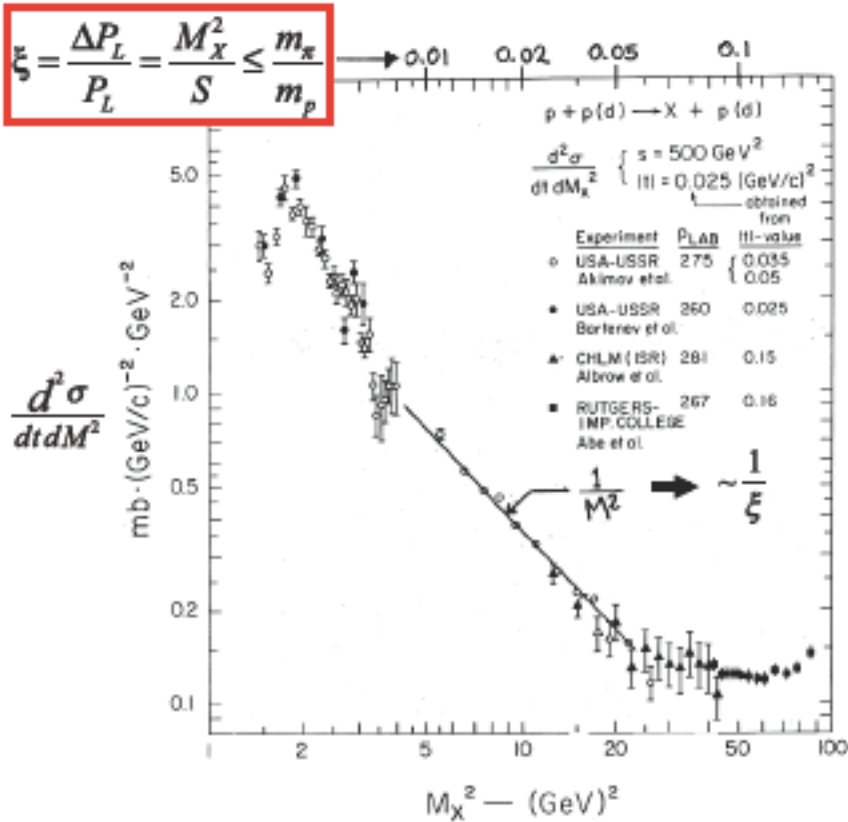 ξ = ΔP_L / P_L = M_X^2 / S ≤ m_π / m_p
0.01 0.02 0.05 0.1
p + p(d) → X + p(d)
d^2σ / dt dM_x^2 { s = 500 GeV^2
|t| = 0.025 (GeV/c)^2
obtained
from
Experiment P_LAB |t|-value
○ USA-USSR 275 { 0.035
Akimov et al. 0.05
● USA-USSR 260 0.025
Bartenev et al.
▲ CHLM (ISR) 281 0.15
Albrow et al.
■ RUTGERS- 267 0.16
IMP. COLLEGE
Abe et al.
d^2σ / dtdM^2
mb·(GeV/c)^-2·GeV^-2
5.0
2.0
1.0
0.5
0.2
0.1
1 / M^2 → ~ 1 / ξ
1 2 5 10 20 50 100
M_X^2 — (GeV)^2